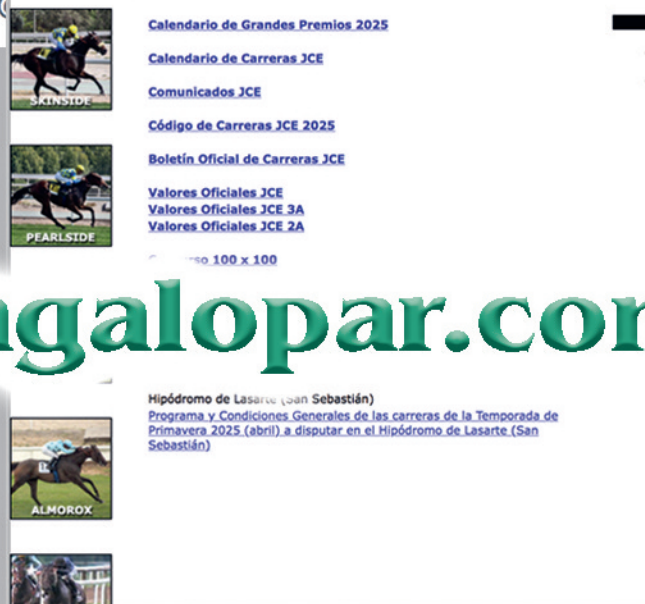 Calendario de Grandes Premios 2025
Calendario de Carreras JCE
SKINSIDE
Comunicados JCE
Código de Carreras JCE 2025
Boletín Oficial de Carreras JCE
Valores Oficiales JCE
Valores Oficiales JCE 3A
Valores Oficiales JCE 2A
PEARLSIDE
100 x 100
agalopar.com
Hipódromo de Lasarte (San Sebastián)
Programa y Condiciones Generales de las carreras de la Temporada de
Primavera 2025 (abril) a disputar en el Hipódromo de Lasarte (San
Sebastián)
ALMOROX